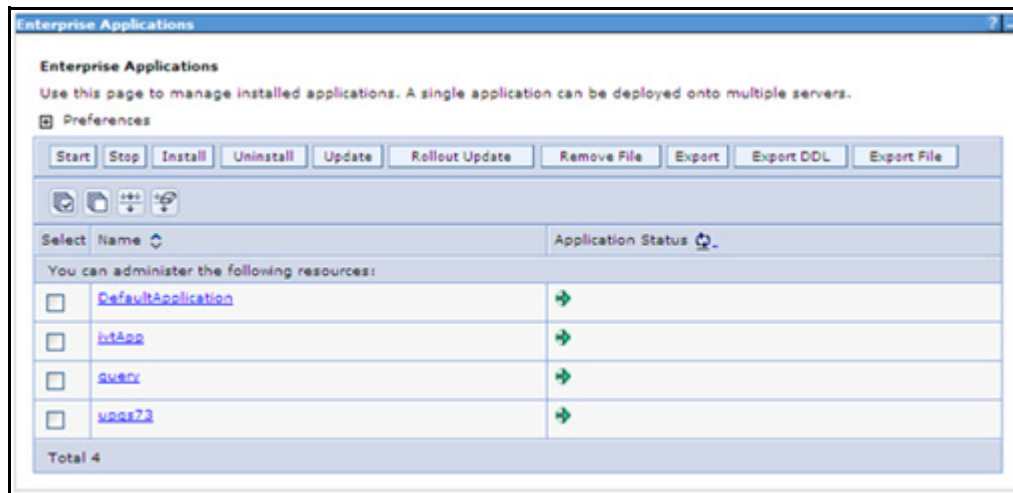 Enterprise Applications ?
Enterprise Applications
Use this page to manage installed applications. A single application can be deployed onto multiple servers.
Preferences
Start Stop Install Uninstall Update Rollout Update Remove File Export Export DDL Export File
Select Name Application Status
You can administer the following resources:
DefaultApplication
ivtApp
query
upgs73
Total 4